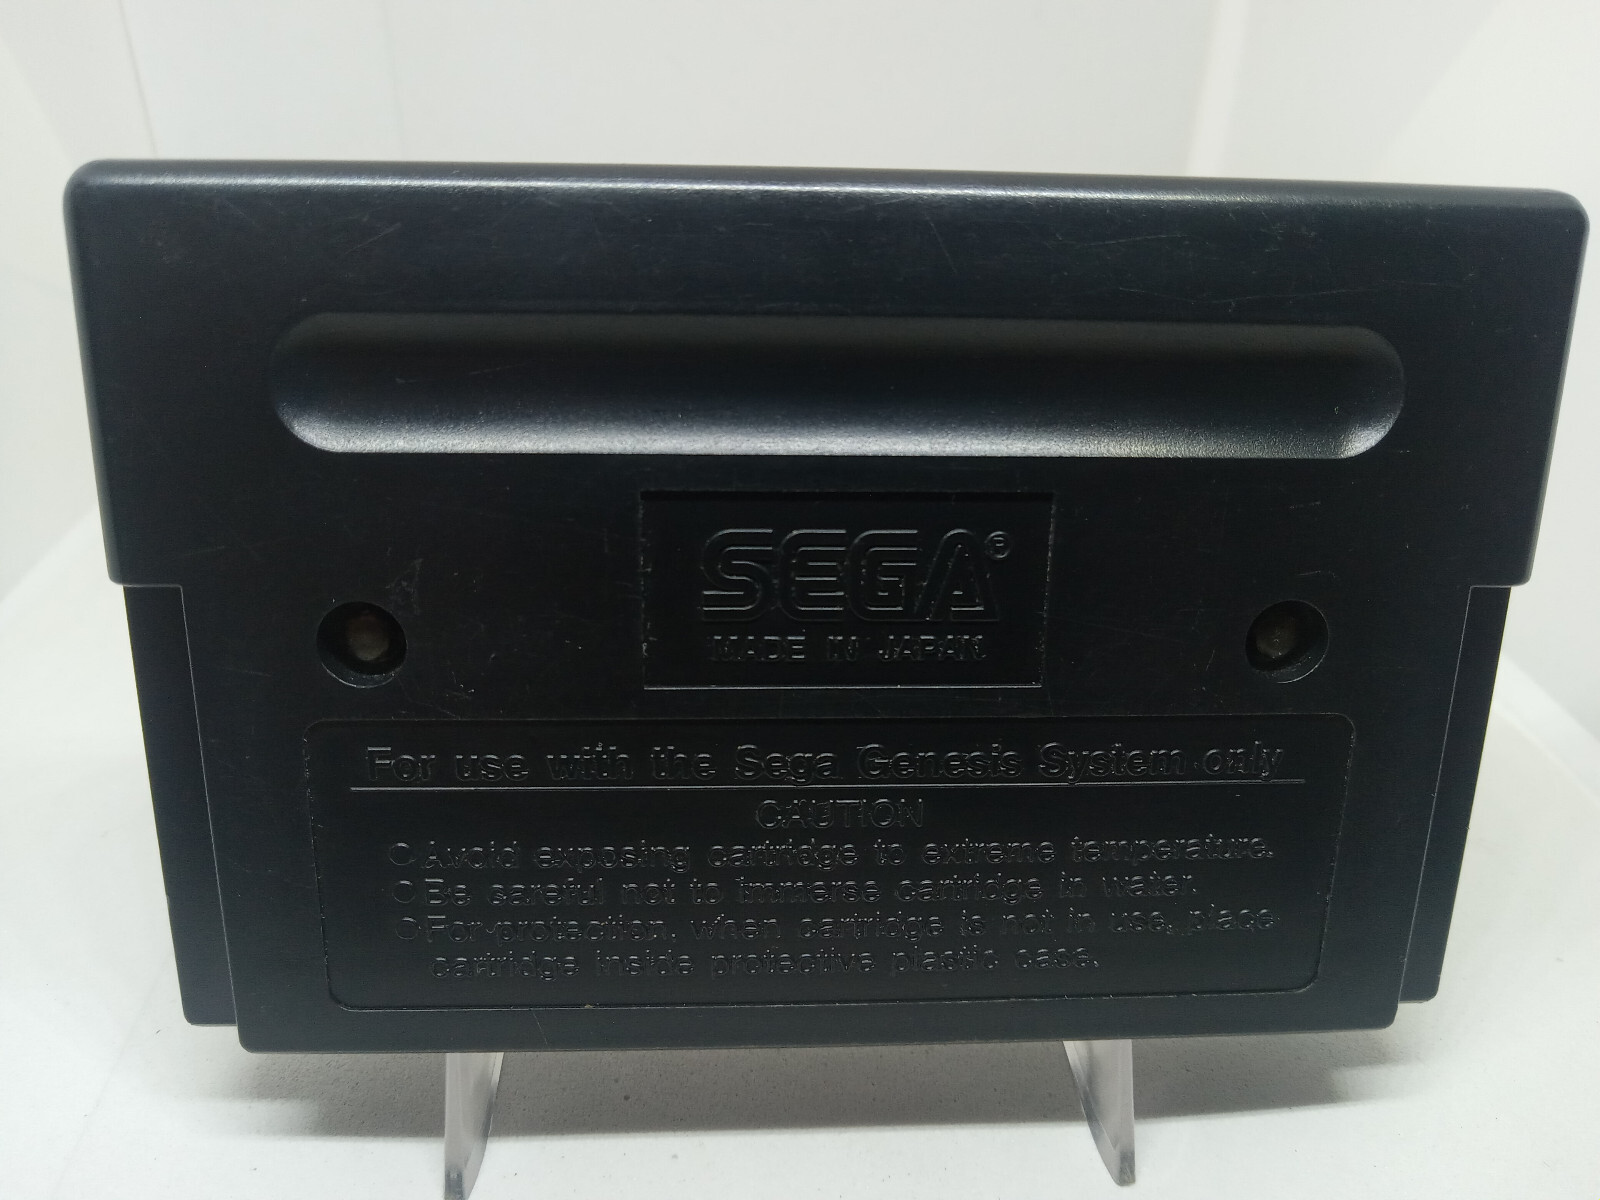 SEGA®
MADE IN JAPAN
For use with the Sega Genesis System only
CAUTION
○Avoid exposing cartridge to extreme temperature.
○Be careful not to immerse cartridge in water.
○For protection, when cartridge is not in use, place
cartridge inside protective plastic case.